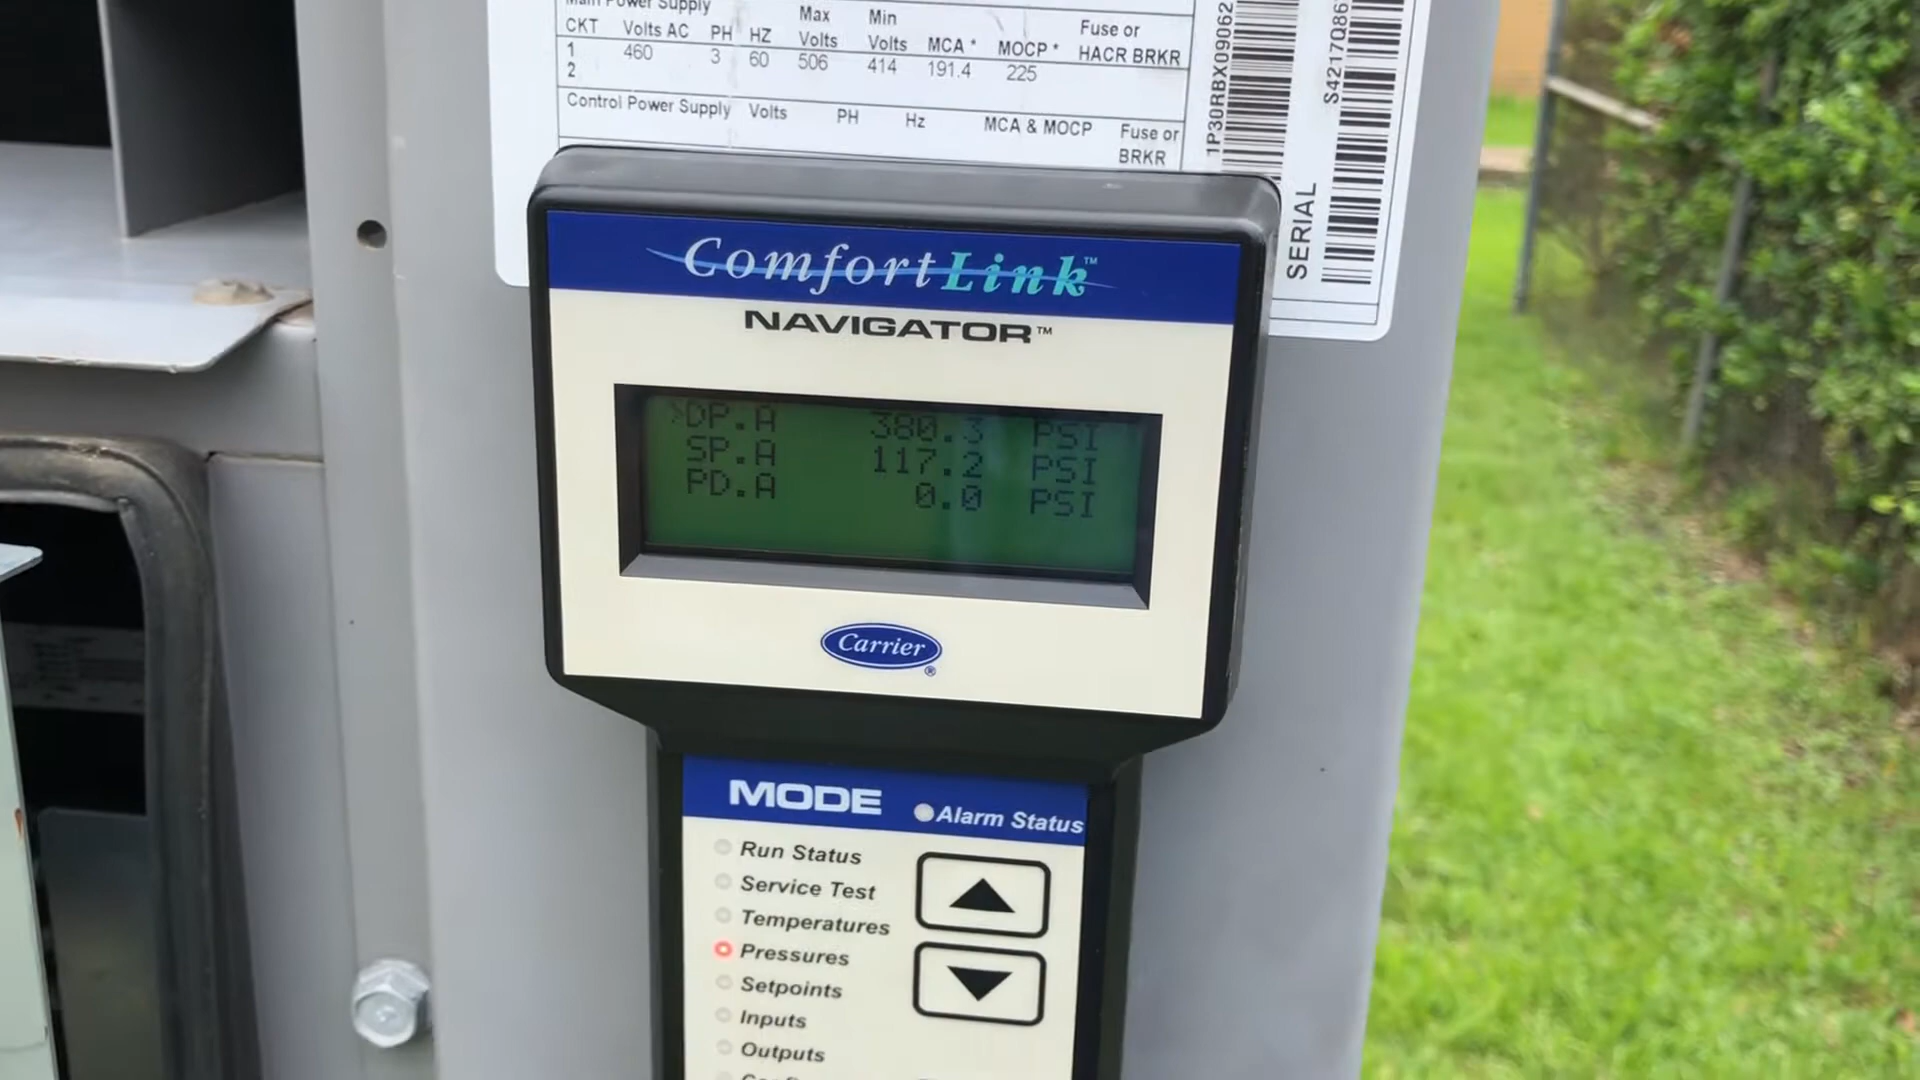 Main Power Supply
CKT Volts AC PH HZ Max Volts Min Volts MCA * MOCP * Fuse or HACR BRKR
1 460 3 60 506 414 191.4 225
2
Control Power Supply Volts PH Hz MCA & MOCP Fuse or BRKR
SERIAL
ComfortLink™
NAVIGATOR™
>DP.A 380.3 PSI
SP.A 117.2 PSI
PD.A 0.0 PSI
Carrier®
MODE
Alarm Status
Run Status
Service Test
Temperatures
Pressures
Setpoints
Inputs
Outputs